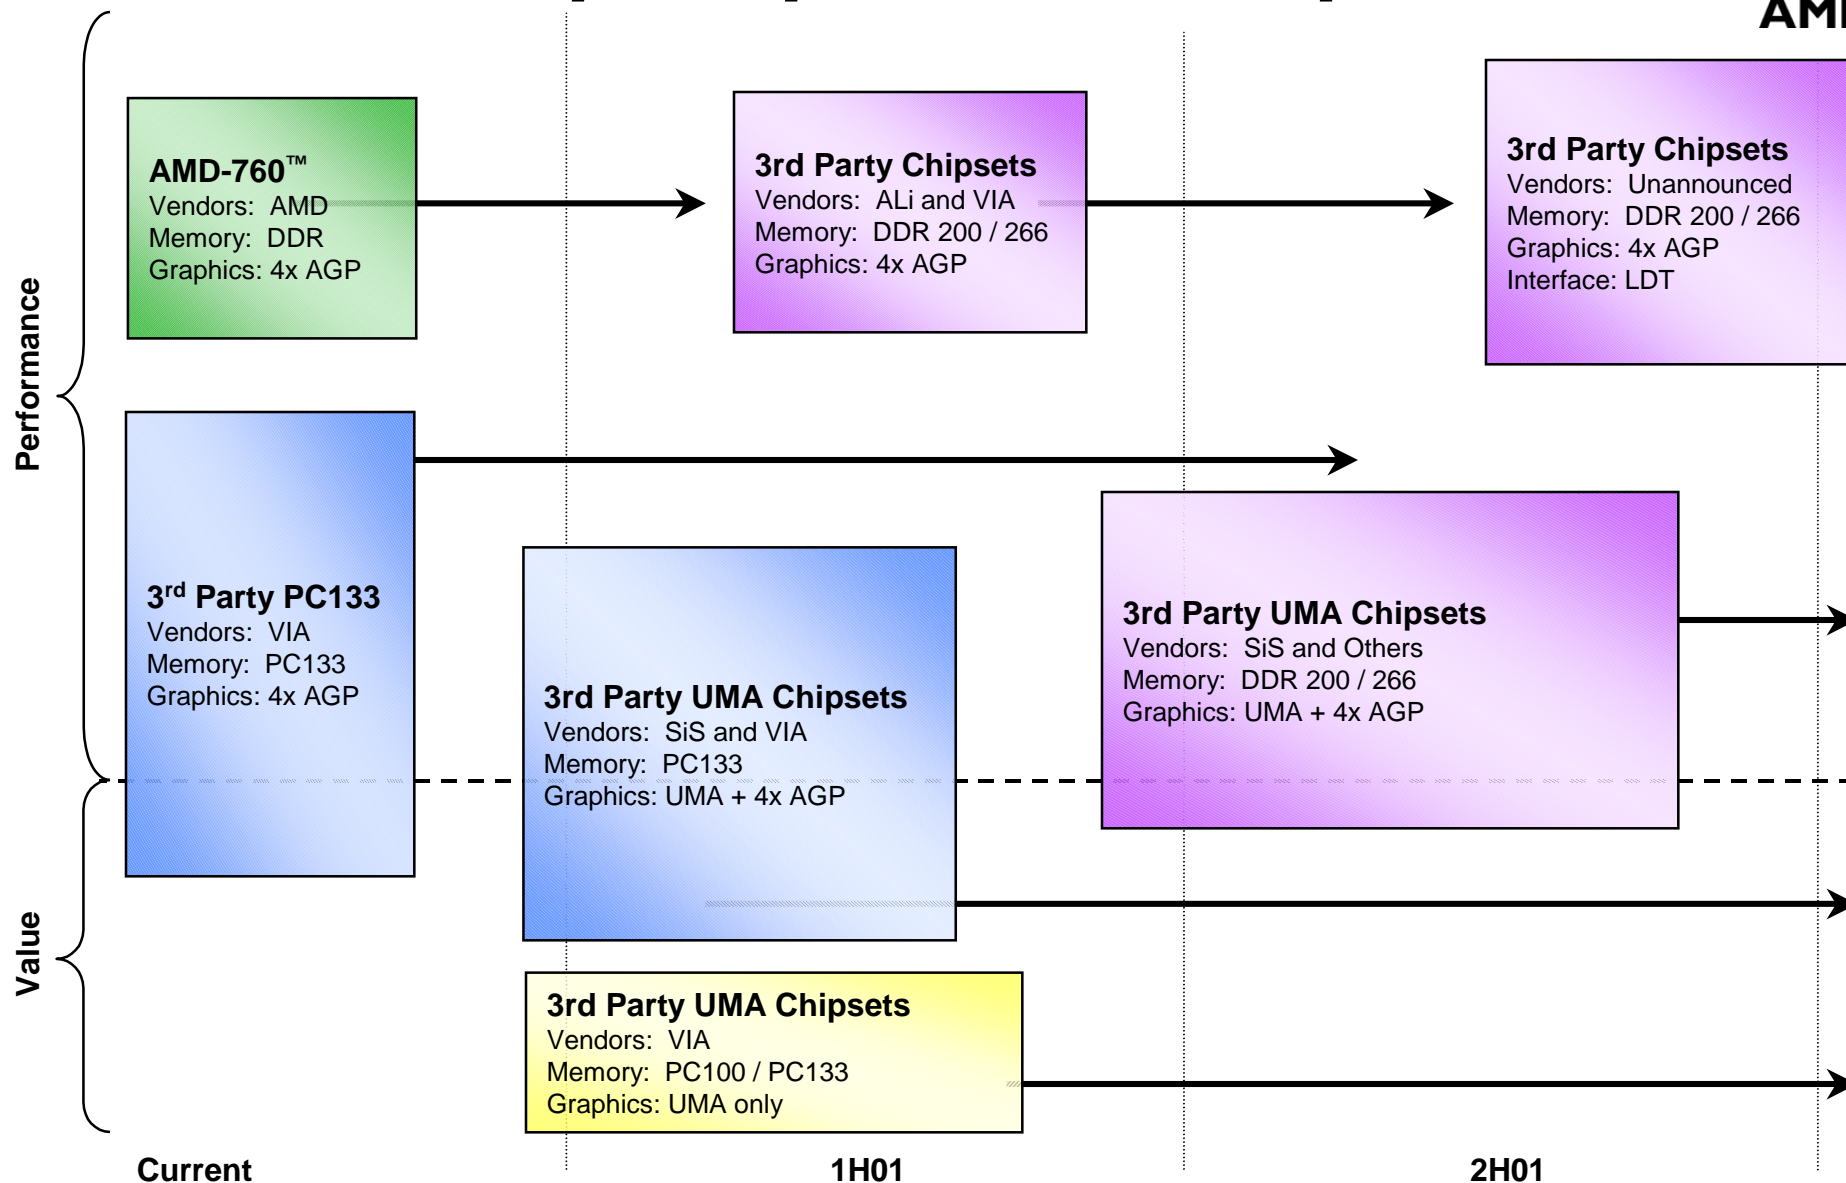 AMD-760™
Vendors: AMD
Memory: DDR
Graphics: 4x AGP
3rd Party Chipsets
Vendors: ALi and VIA
Memory: DDR 200 / 266
Graphics: 4x AGP
3rd Party Chipsets
Vendors: Unannounced
Memory: DDR 200 / 266
Graphics: 4x AGP
Interface: LDT
Performance
3rd Party PC133
Vendors: VIA
Memory: PC133
Graphics: 4x AGP
3rd Party UMA Chipsets
Vendors: SiS and VIA
Memory: PC133
Graphics: UMA + 4x AGP
3rd Party UMA Chipsets
Vendors: SiS and Others
Memory: DDR 200 / 266
Graphics: UMA + 4x AGP
Value
3rd Party UMA Chipsets
Vendors: VIA
Memory: PC100 / PC133
Graphics: UMA only
Current
1H01
2H01